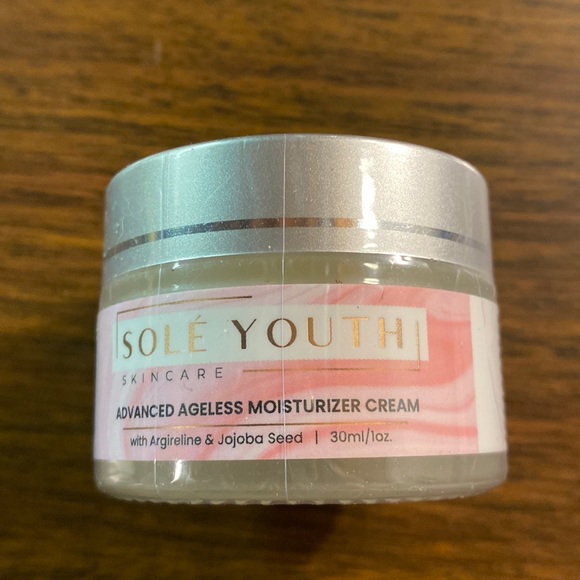 SOLÉ YOUTH
SKINCARE
ADVANCED AGELESS MOISTURIZER CREAM
with Argireline & Jojoba Seed | 30ml/1oz.